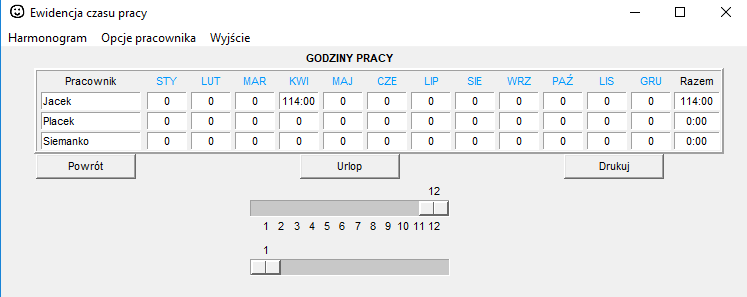 Ewidencja czasu pracy
Harmonogram Opcje pracownika Wyjście
GODZINY PRACY
Pracownik STY LUT MAR KWI MAJ CZE LIP SIE WRZ PAŹ LIS GRU Razem
Jacek 0 0 0 114:00 0 0 0 0 0 0 0 0 114:00
Placek 0 0 0 0 0 0 0 0 0 0 0 0 0:00
Siemanko 0 0 0 0 0 0 0 0 0 0 0 0 0:00
Powrót Urlop Drukuj
12
1 2 3 4 5 6 7 8 9 10 11 12
1